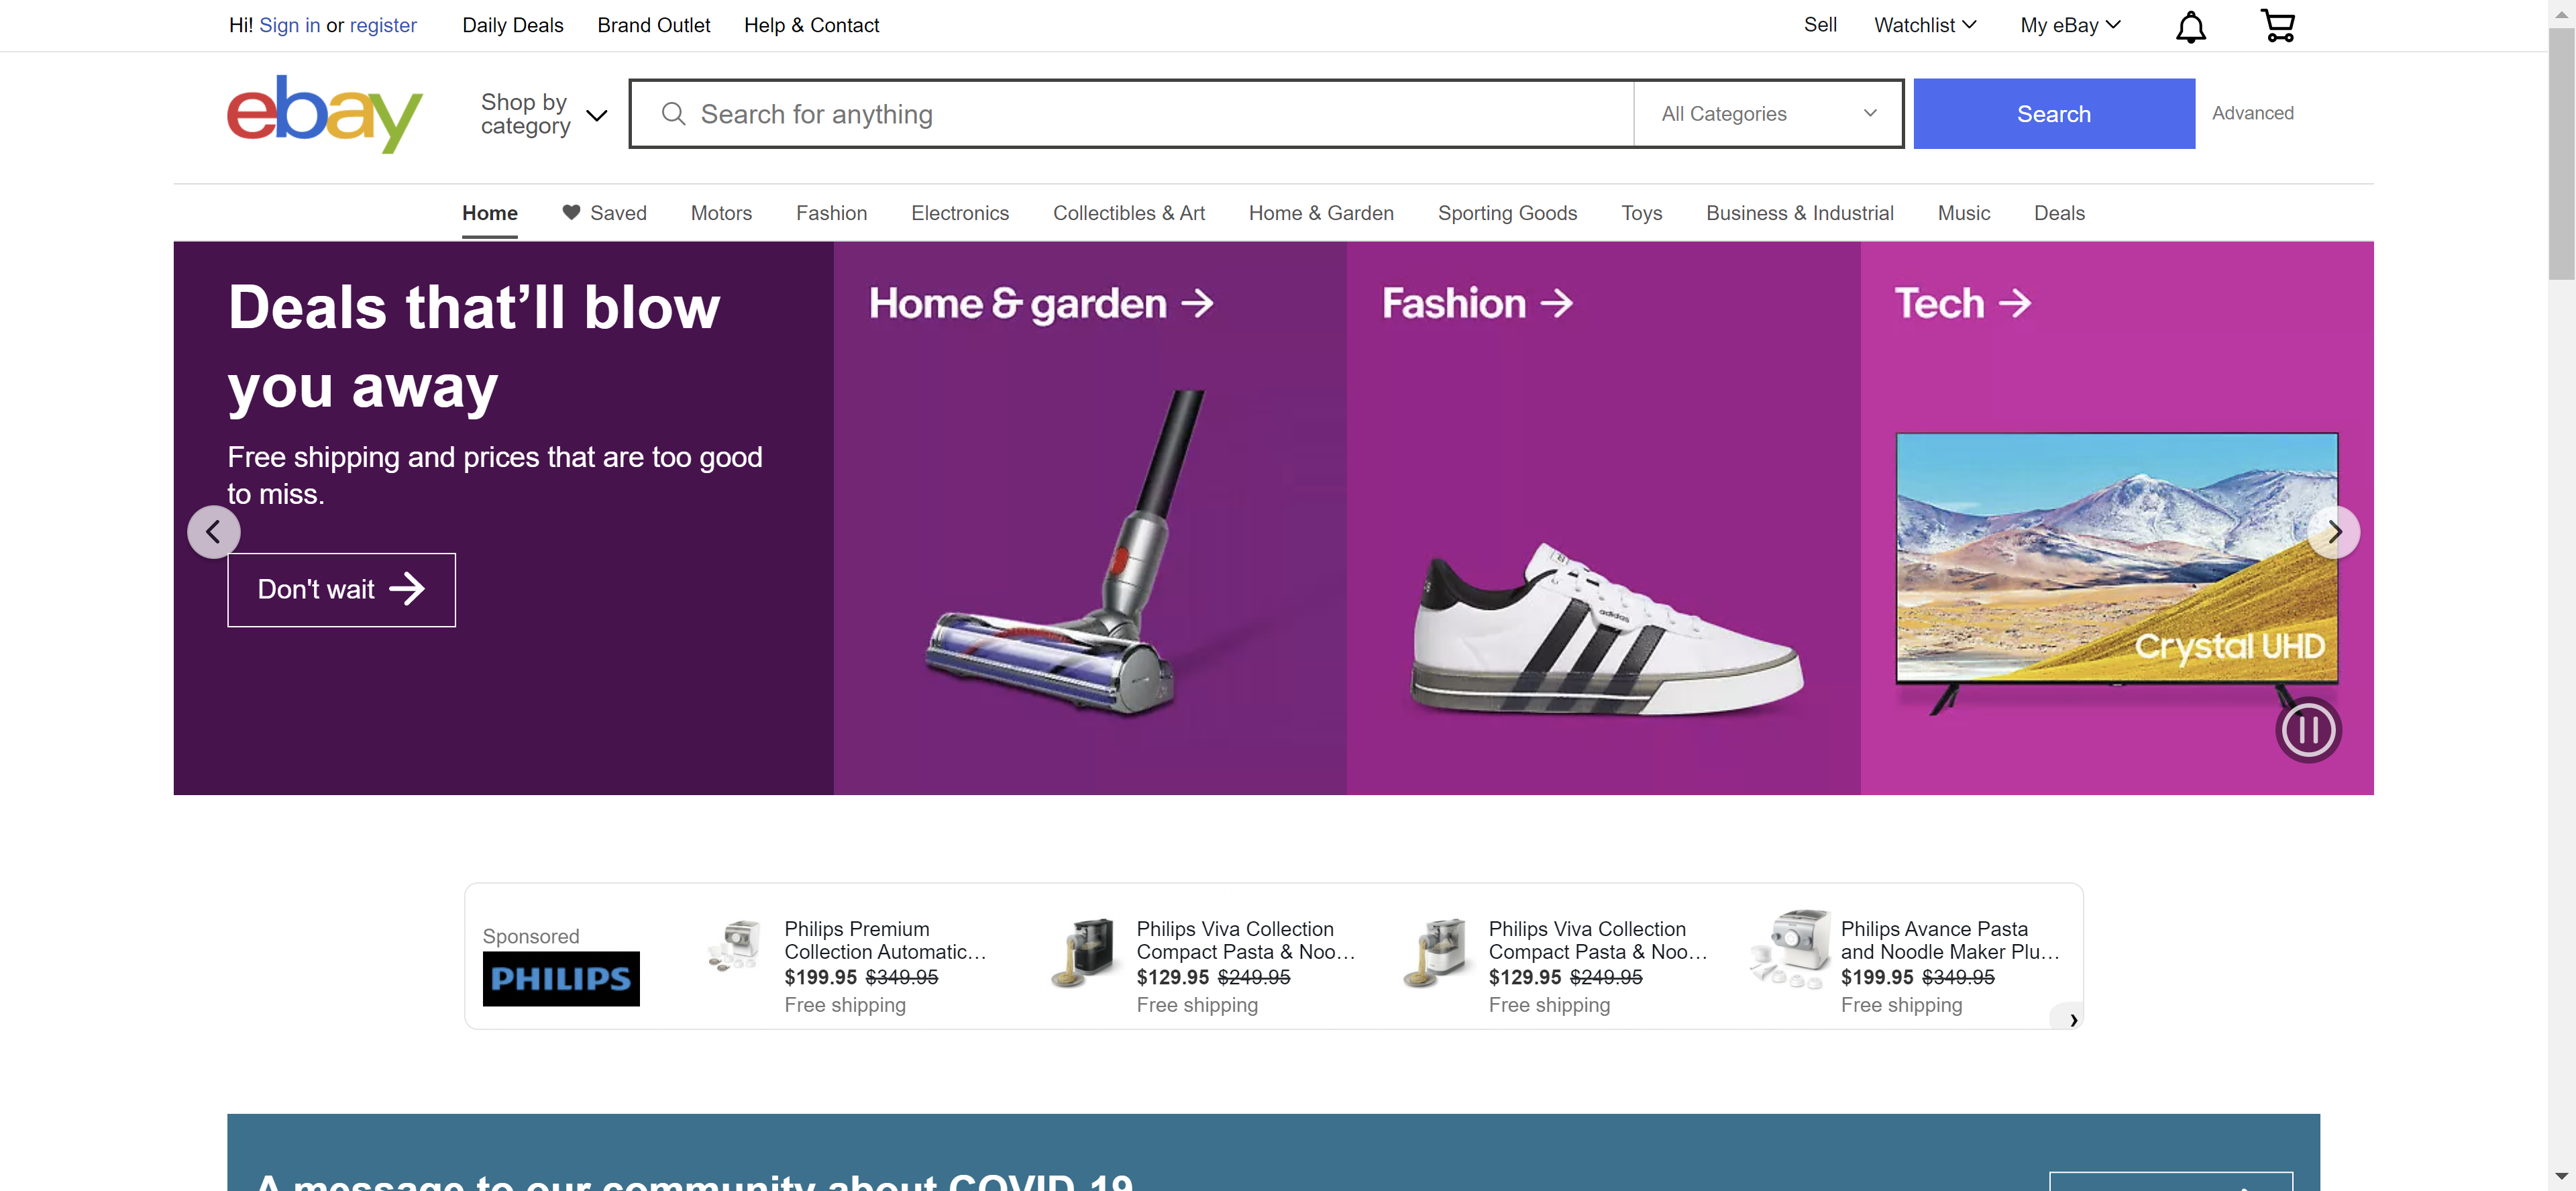 Hi! Sign in or register
Daily Deals
Brand Outlet
Help & Contact
Sell
Watchlist
My eBay
ebay
Shop by
category
Search for anything
All Categories
Search
Advanced
Home
Saved
Motors
Fashion
Electronics
Collectibles & Art
Home & Garden
Sporting Goods
Toys
Business & Industrial
Music
Deals
Deals that’ll blow
you away
Free shipping and prices that are too good
to miss.
Don't wait
Home & garden
Fashion
adidas
Tech
Crystal UHD
Sponsored
PHILIPS
Philips Premium
Collection Automatic…
$199.95 $349.95
Free shipping
Philips Viva Collection
Compact Pasta & Noo…
$129.95 $249.95
Free shipping
Philips Viva Collection
Compact Pasta & Noo…
$129.95 $249.95
Free shipping
Philips Avance Pasta
and Noodle Maker Plu…
$199.95 $349.95
Free shipping
A message to our community about COVID-19